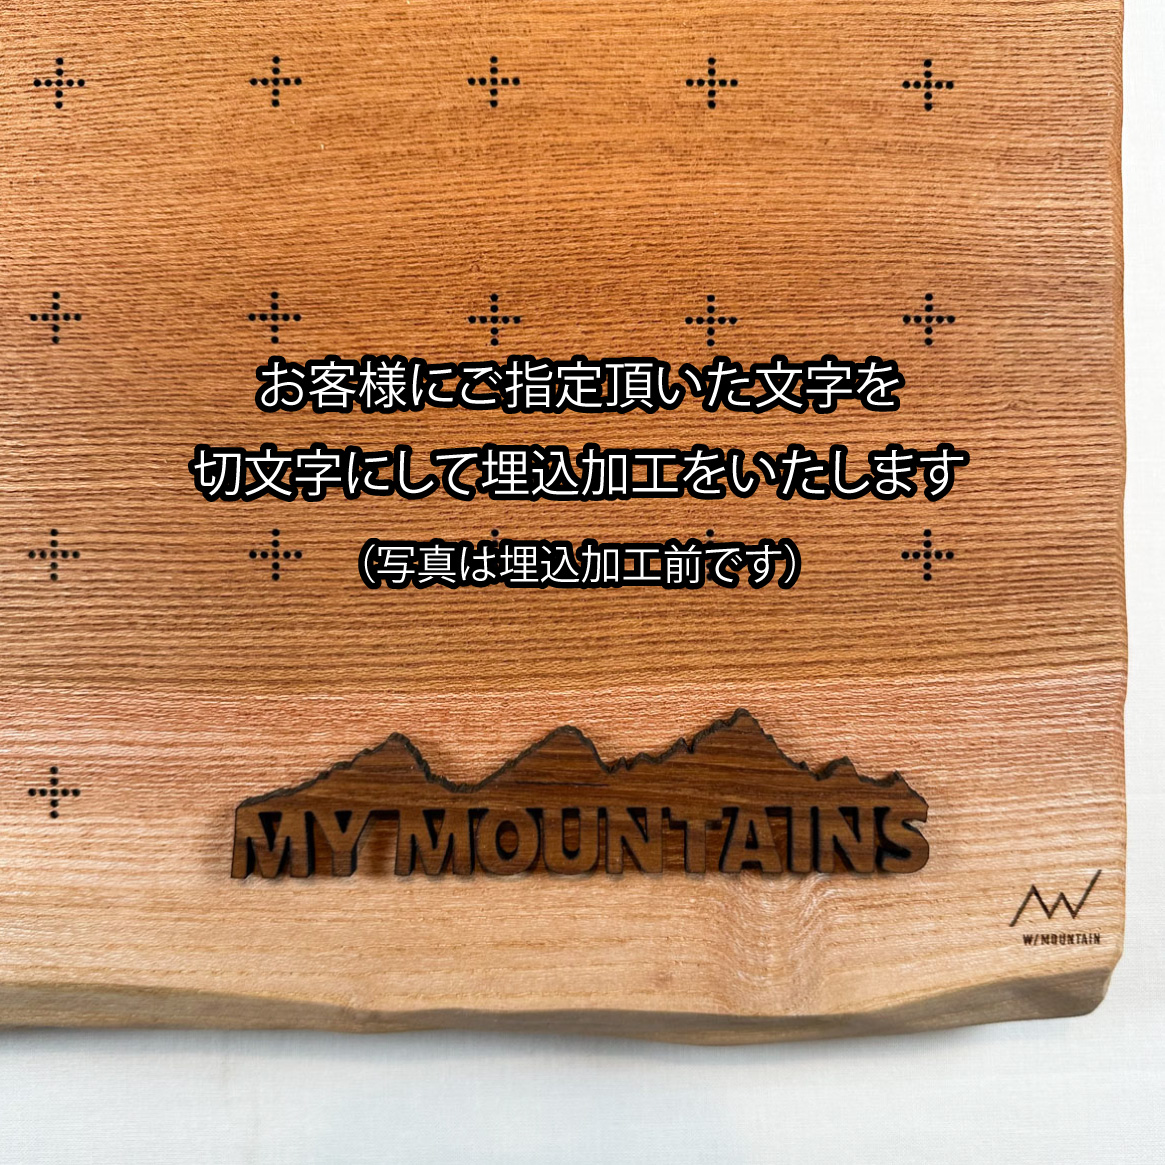 お客様にご指定頂いた文字を
切文字にして埋込加工をいたします
（写真は埋込加工前です）
MY MOUNTAINS
W/MOUNTAIN